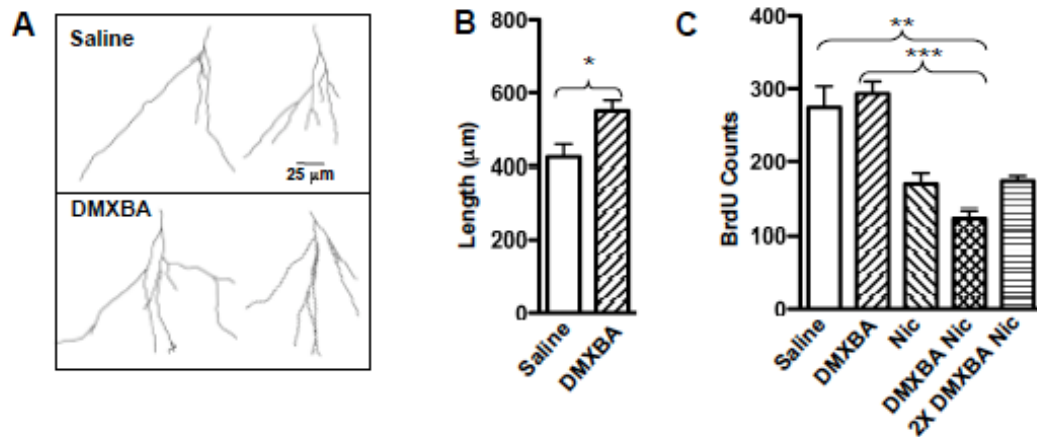 A
Saline
25 μm
DMXBA
B
Length (μm)
800
600
400
200
0
*
Saline
DMXBA
C
BrdU Counts
400
300
200
100
0
**
***
Saline
DMXBA
Nic
DMXBA Nic
2X DMXBA Nic